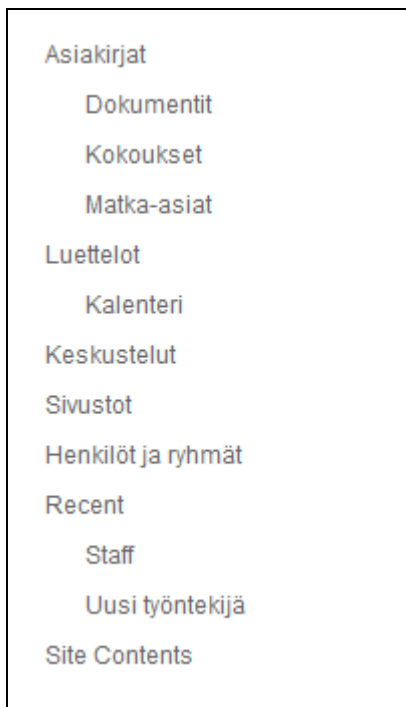 Asiakirjat
Dokumentit
Kokoukset
Matka-asiat
Luettelot
Kalenteri
Keskustelut
Sivustot
Henkilöt ja ryhmät
Recent
Staff
Uusi työntekijä
Site Contents